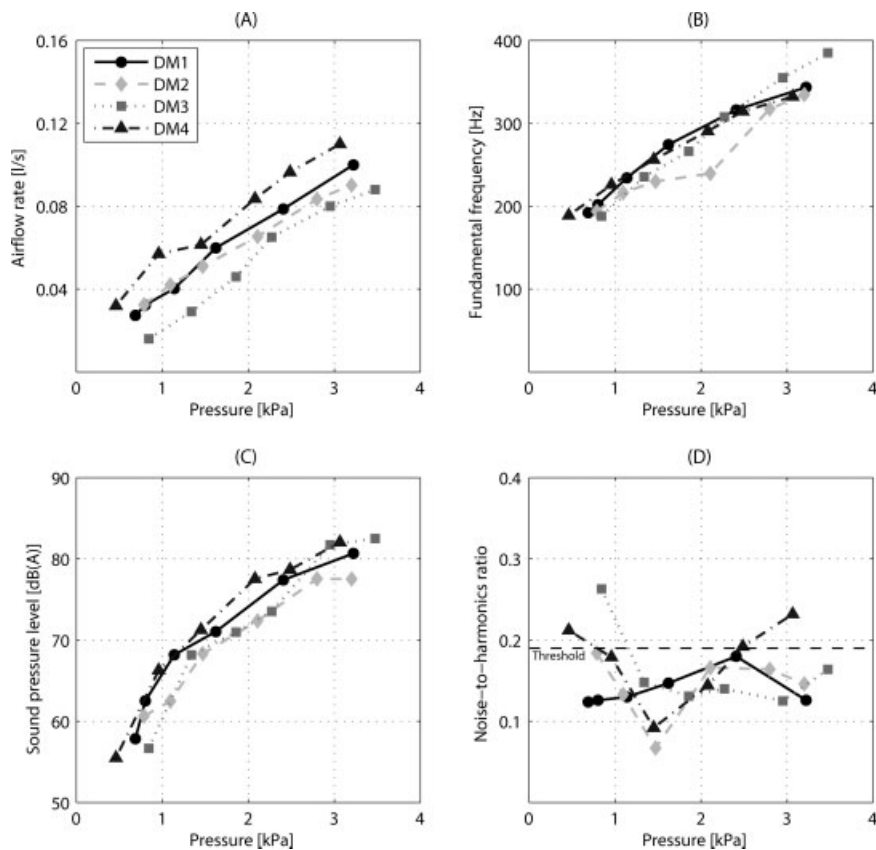 (A)
0.16
0.12
0.08
0.04
Airflow rate [l/s]
DM1
DM2
DM3
DM4
0 1 2 3 4
Pressure [kPa]
(B)
400
300
200
100
Fundamental frequency [Hz]
0 1 2 3 4
Pressure [kPa]
(C)
90
80
70
60
50
Sound pressure level [dB(A)]
0 1 2 3 4
Pressure [kPa]
(D)
0.4
0.3
0.2
0.1
Noise-to-harmonics ratio
Threshold
0 1 2 3 4
Pressure [kPa]